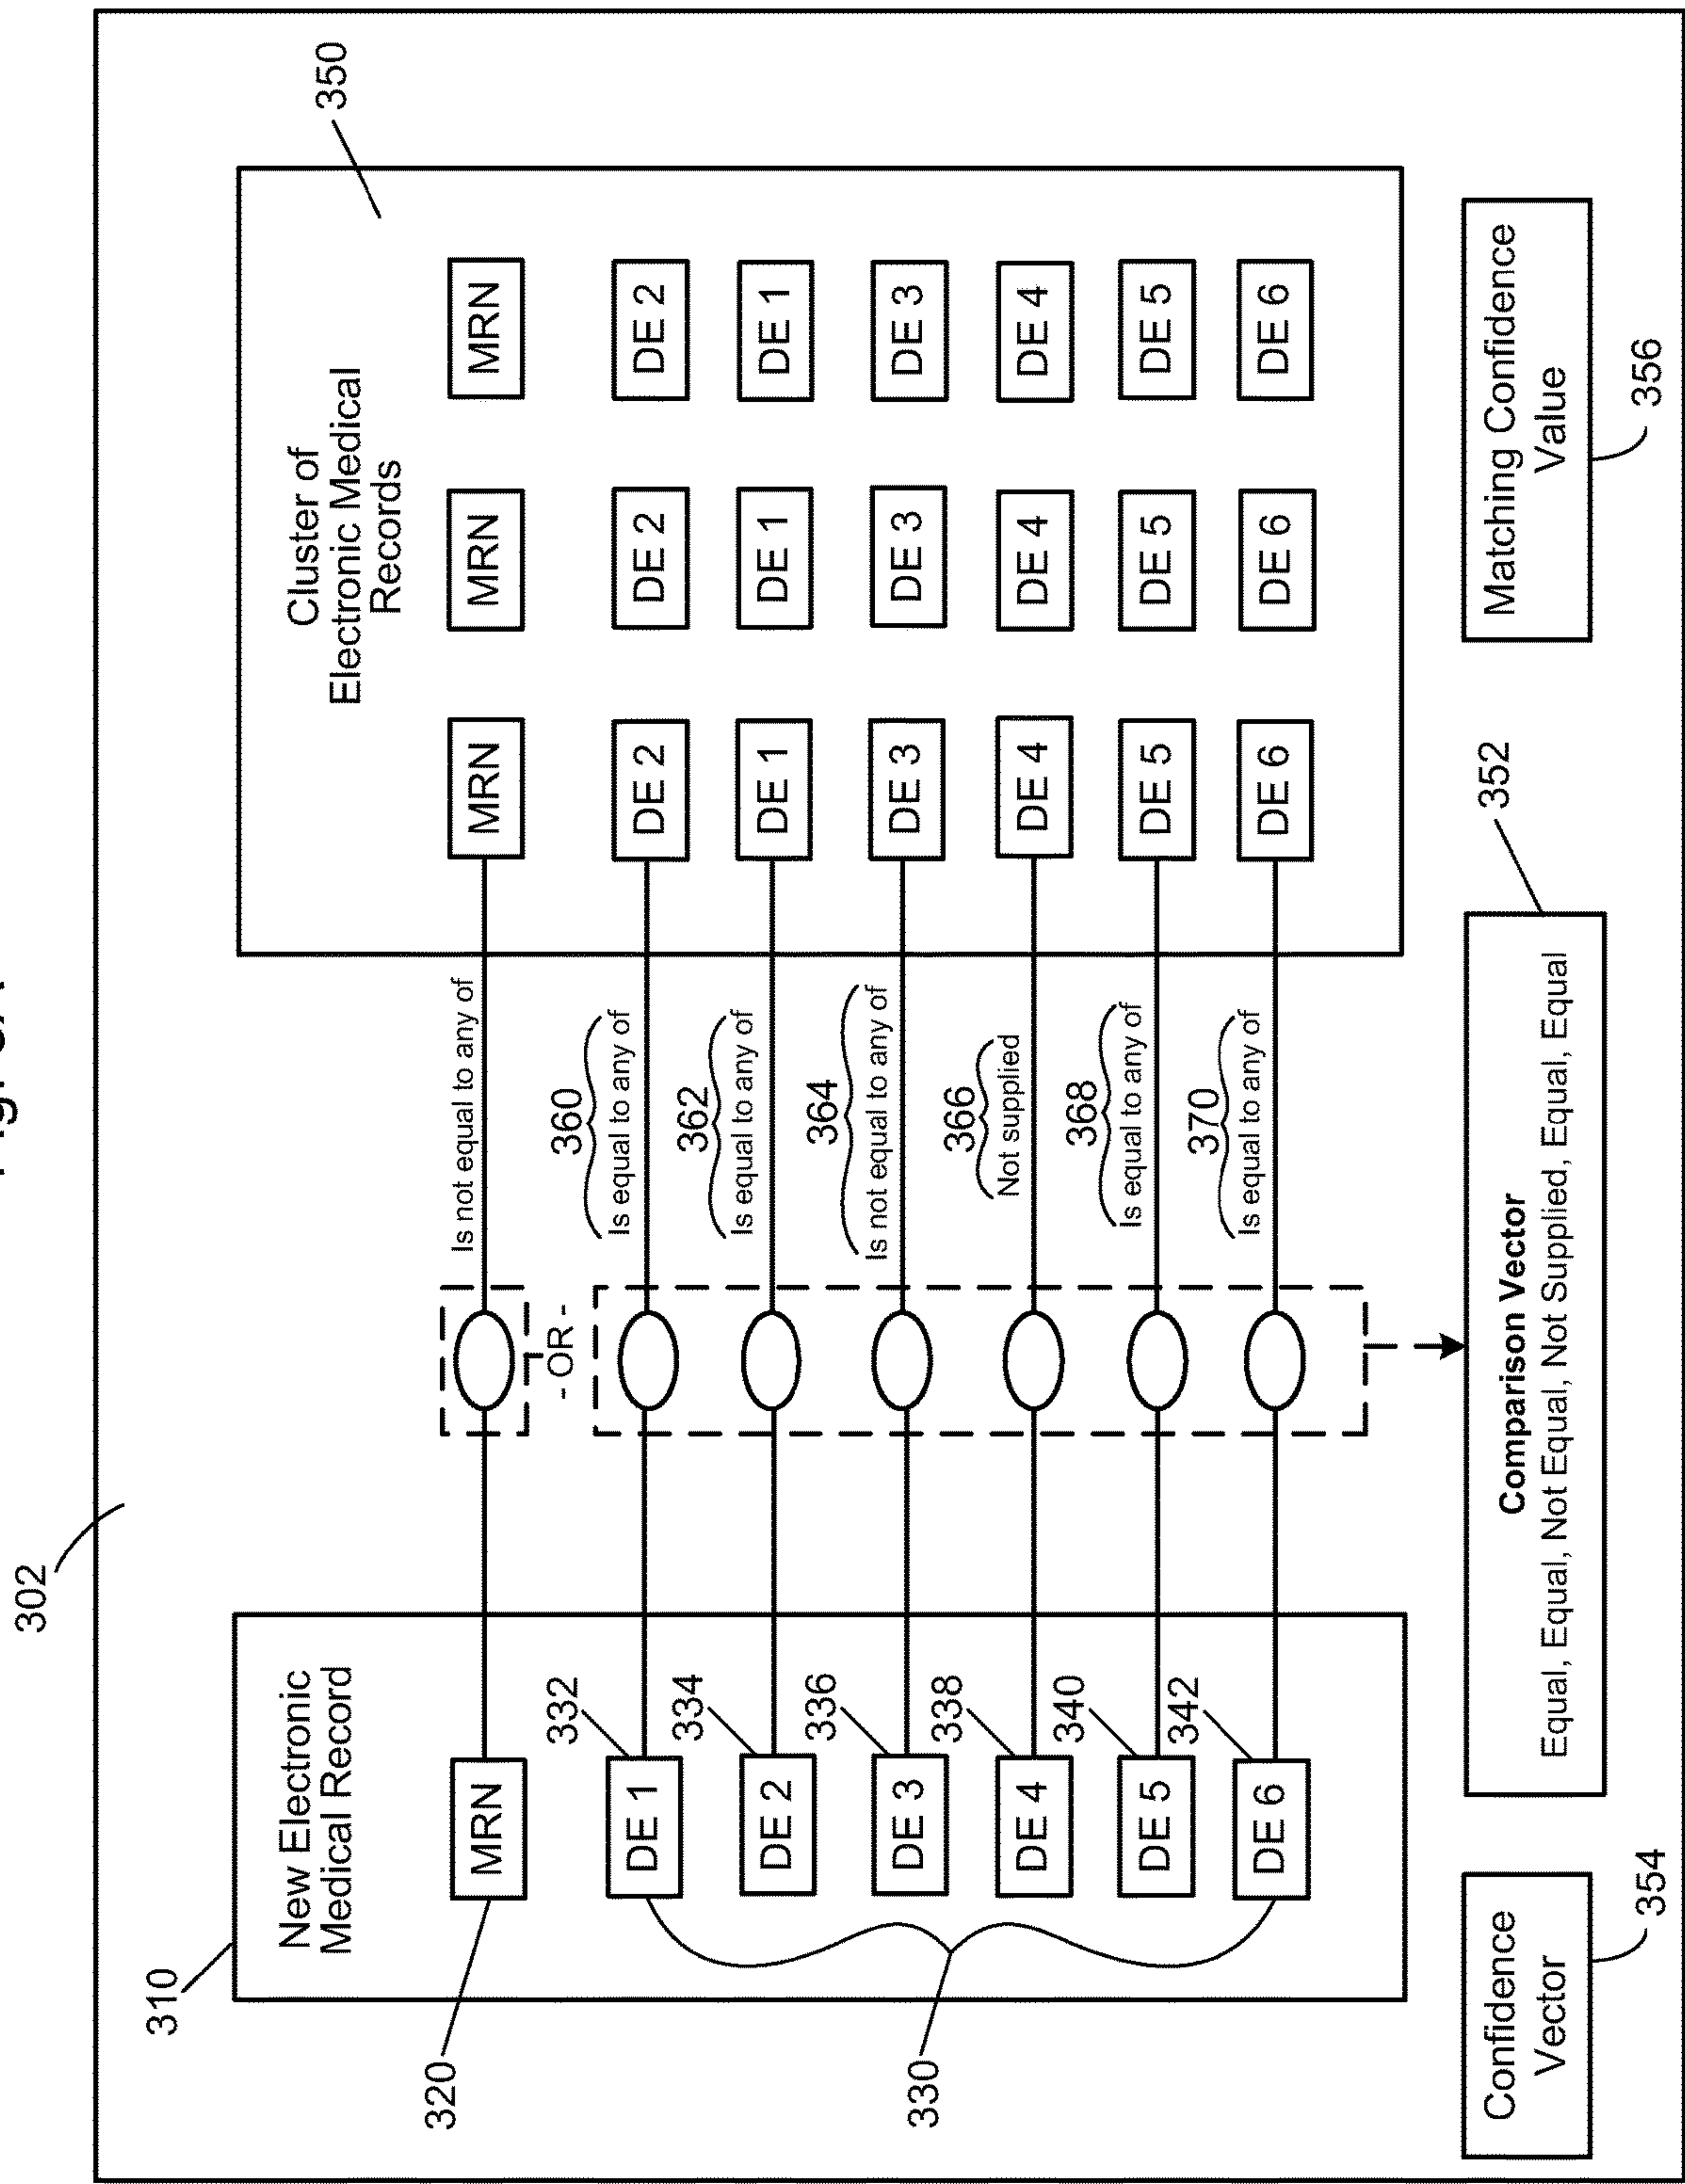 302
310
New Electronic
Medical Record
320
MRN
330
332
DE 1
334
DE 2
336
DE 3
338
DE 4
340
DE 5
342
DE 6
- OR -
Is not equal to any of
360
Is equal to any of
362
Is equal to any of
364
Is not equal to any of
366
Not supplied
368
Is equal to any of
370
Is equal to any of
350
Cluster of
Electronic Medical
Records
MRN MRN MRN
DE 2 DE 2 DE 2
DE 1 DE 1 DE 1
DE 3 DE 3 DE 3
DE 4 DE 4 DE 4
DE 5 DE 5 DE 5
DE 6 DE 6 DE 6
Confidence
Vector
354
Comparison Vector
Equal, Equal, Not Equal, Not Supplied, Equal, Equal
352
Matching Confidence
Value
356